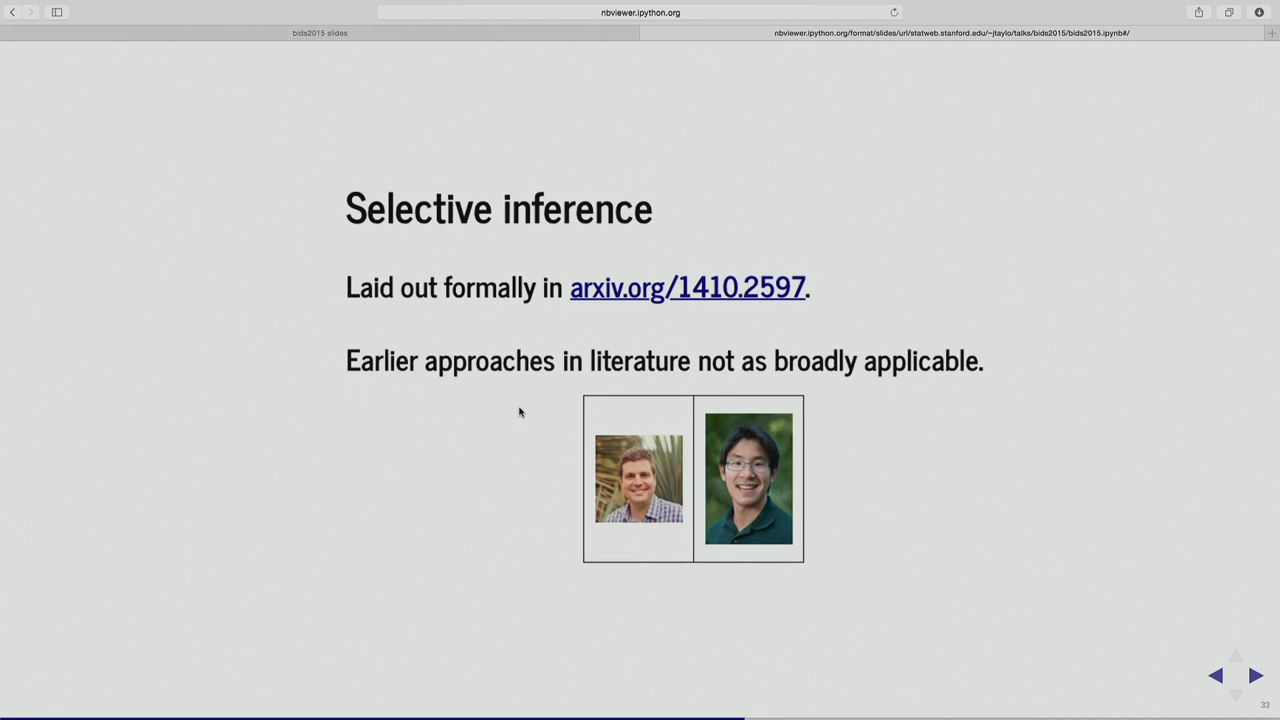 nbviewer.ipython.org
bids2015 slides
nbviewer.ipython.org/format/slides/url/statweb.stanford.edu/~jtaylo/talks/bids2015/bids2015.ipynb#/
Selective inference
Laid out formally in arxiv.org/1410.2597.
Earlier approaches in literature not as broadly applicable.
33